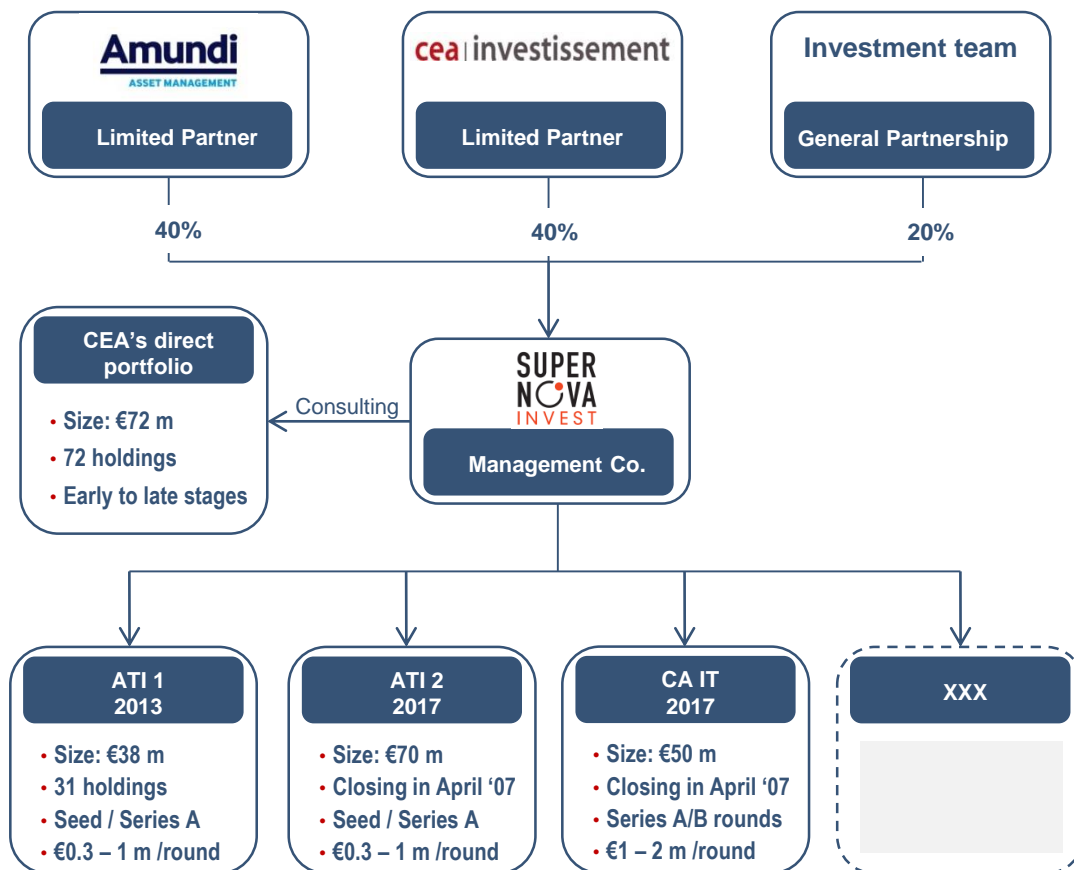 Amundi
ASSET MANAGEMENT
Limited Partner
cea investissement
Limited Partner
Investment team
General Partnership
40%
40%
20%
CEA’s direct
portfolio
• Size: €72 m
• 72 holdings
• Early to late stages
Consulting
SUPER
NOVA
INVEST
Management Co.
ATI 1
2013
• Size: €38 m
• 31 holdings
• Seed / Series A
• €0.3 – 1 m /round
ATI 2
2017
• Size: €70 m
• Closing in April ‘07
• Seed / Series A
• €0.3 – 1 m /round
CA IT
2017
• Size: €50 m
• Closing in April ‘07
• Series A/B rounds
• €1 – 2 m /round
XXX